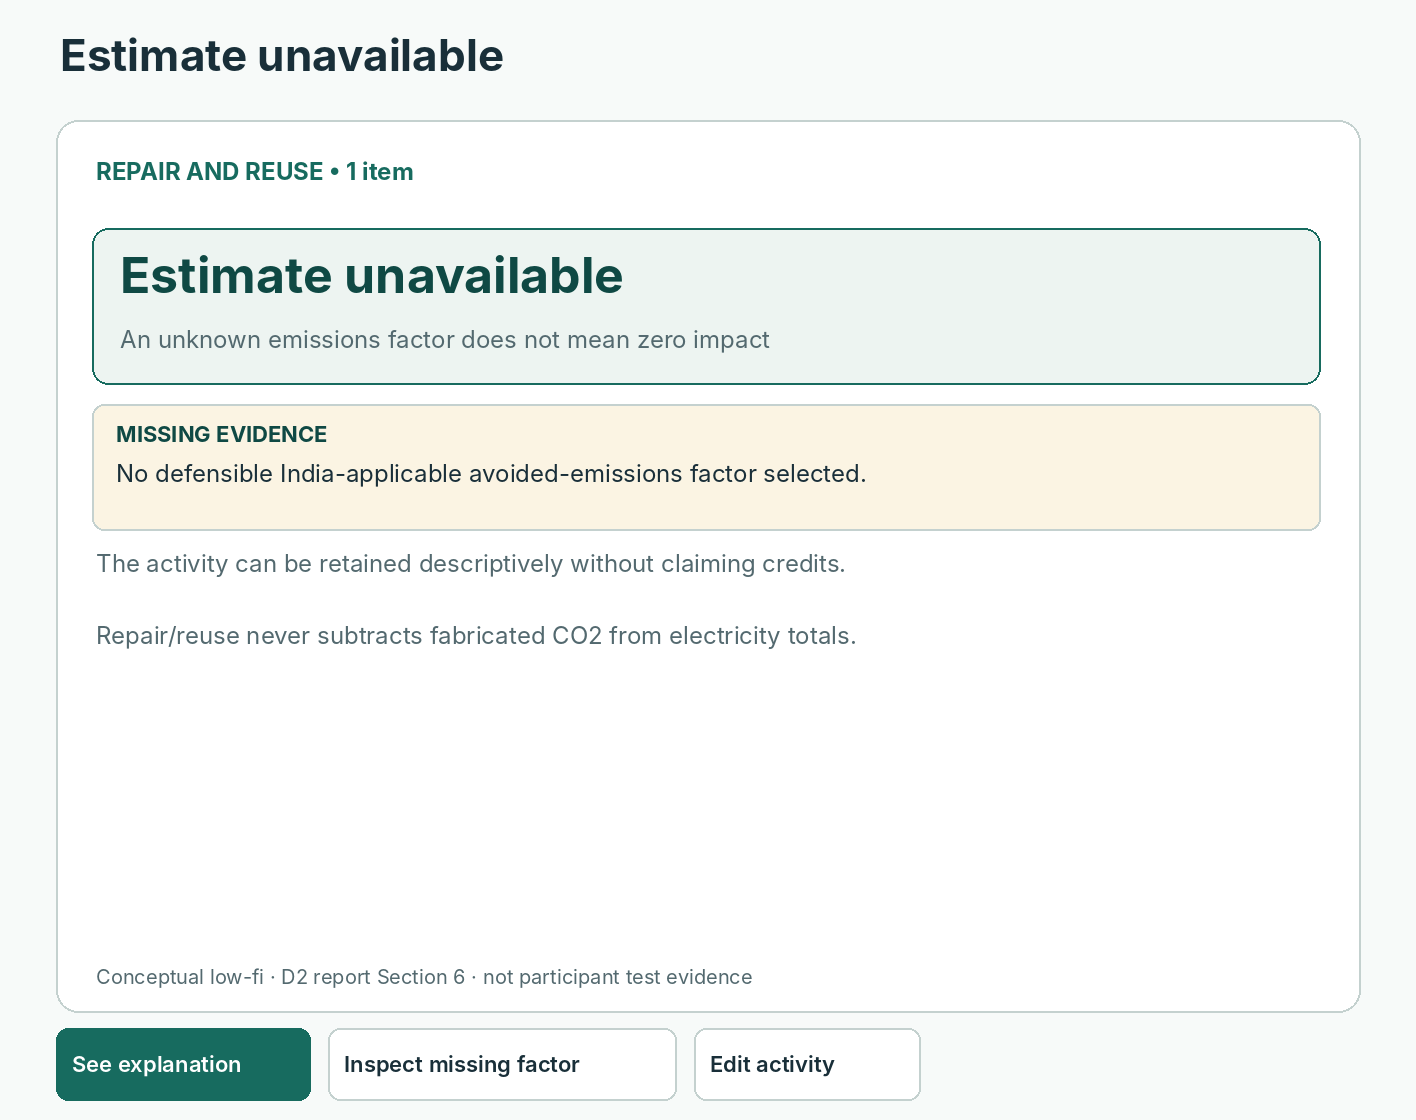 Estimate unavailable
REPAIR AND REUSE • 1 item
Estimate unavailable
An unknown emissions factor does not mean zero impact
MISSING EVIDENCE
No defensible India-applicable avoided-emissions factor selected.
The activity can be retained descriptively without claiming credits.
Repair/reuse never subtracts fabricated CO2 from electricity totals.
Conceptual low-fi · D2 report Section 6 · not participant test evidence
See explanation
Inspect missing factor
Edit activity